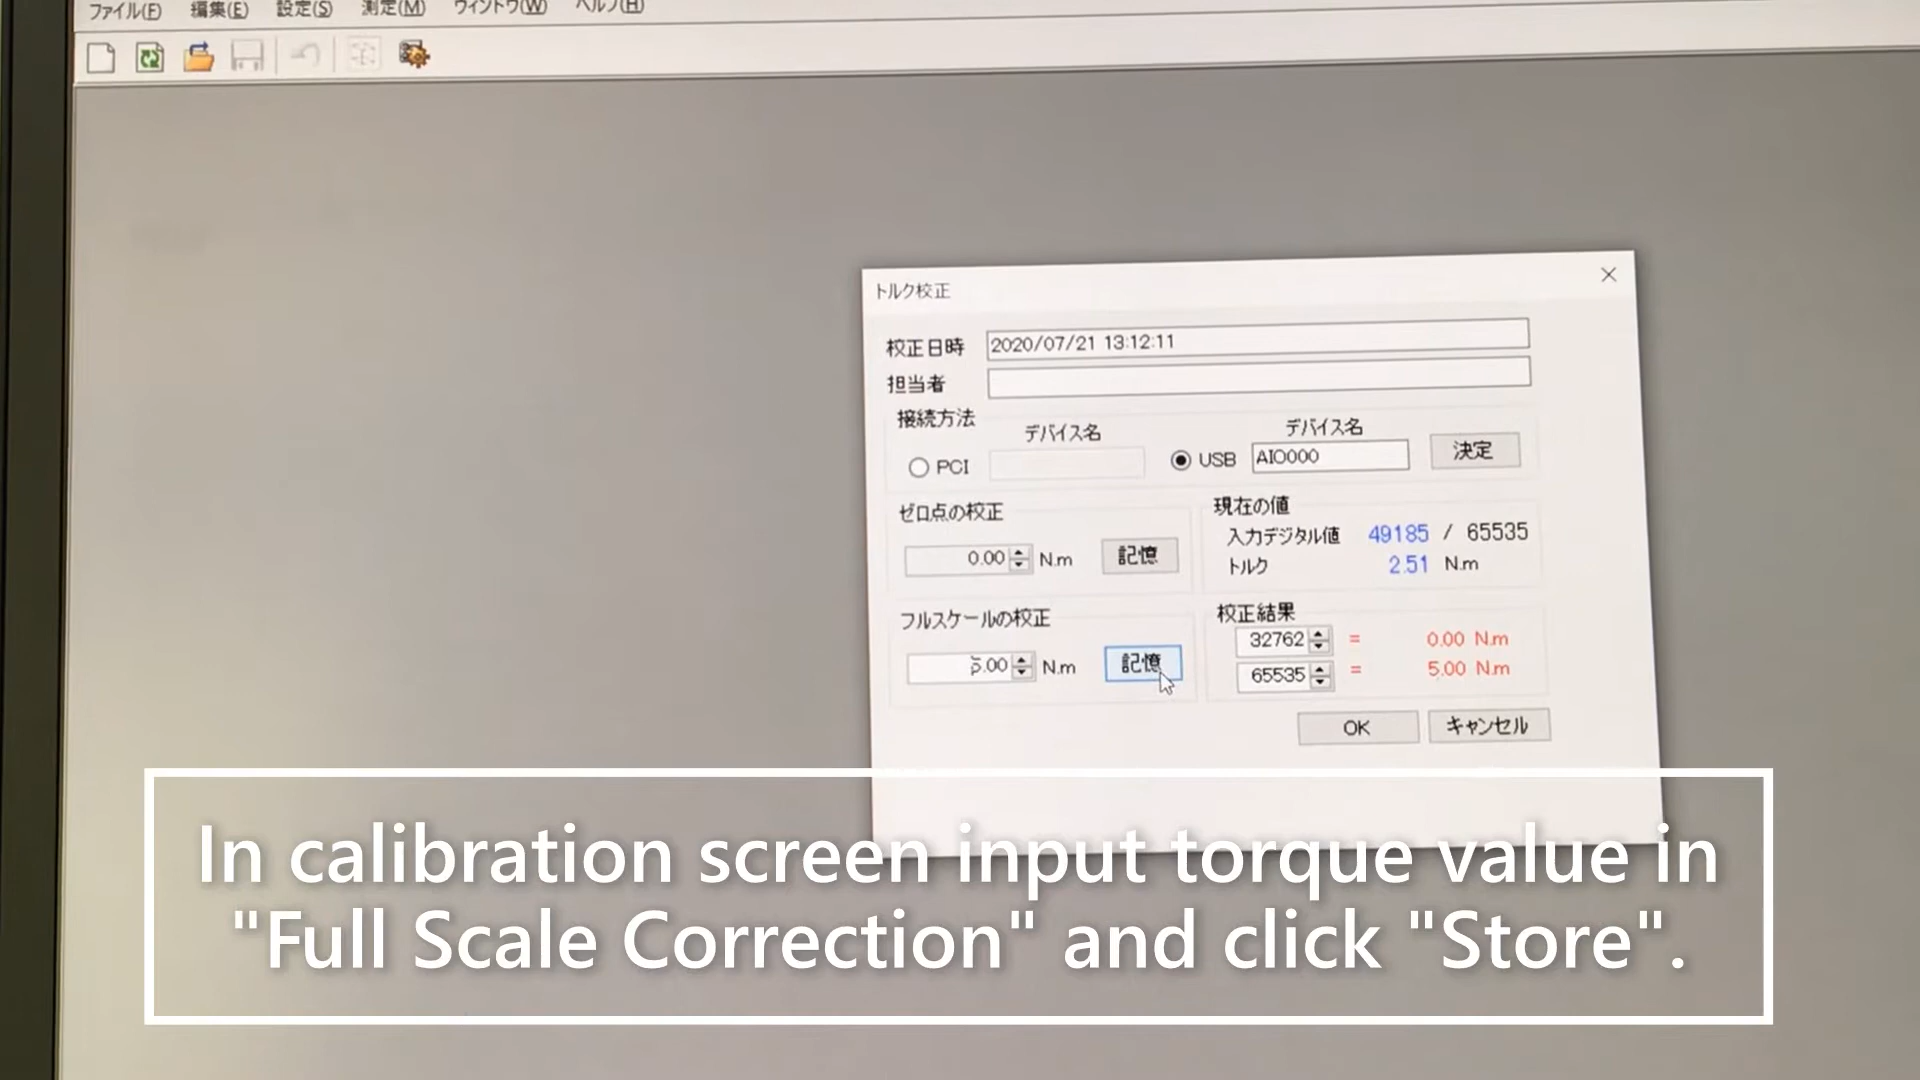 ファイル(F) 編集(E) 設定(S) 測定(M) ウィンドウ(W) ヘルプ(H)
トルク校正
校正日時 2020/07/21 13:12:11
担当者
接続方法
デバイス名 デバイス名
PCI USB AIO000 決定
ゼロ点の校正
0.00 N.m 記憶
現在の値
入力デジタル値 49185 / 65535
トルク 2.51 N.m
フルスケールの校正
5.00 N.m 記憶
校正結果
32762 = 0.00 N.m
65535 = 5.00 N.m
OK キャンセル
In calibration screen input torque value in
"Full Scale Correction" and click "Store".